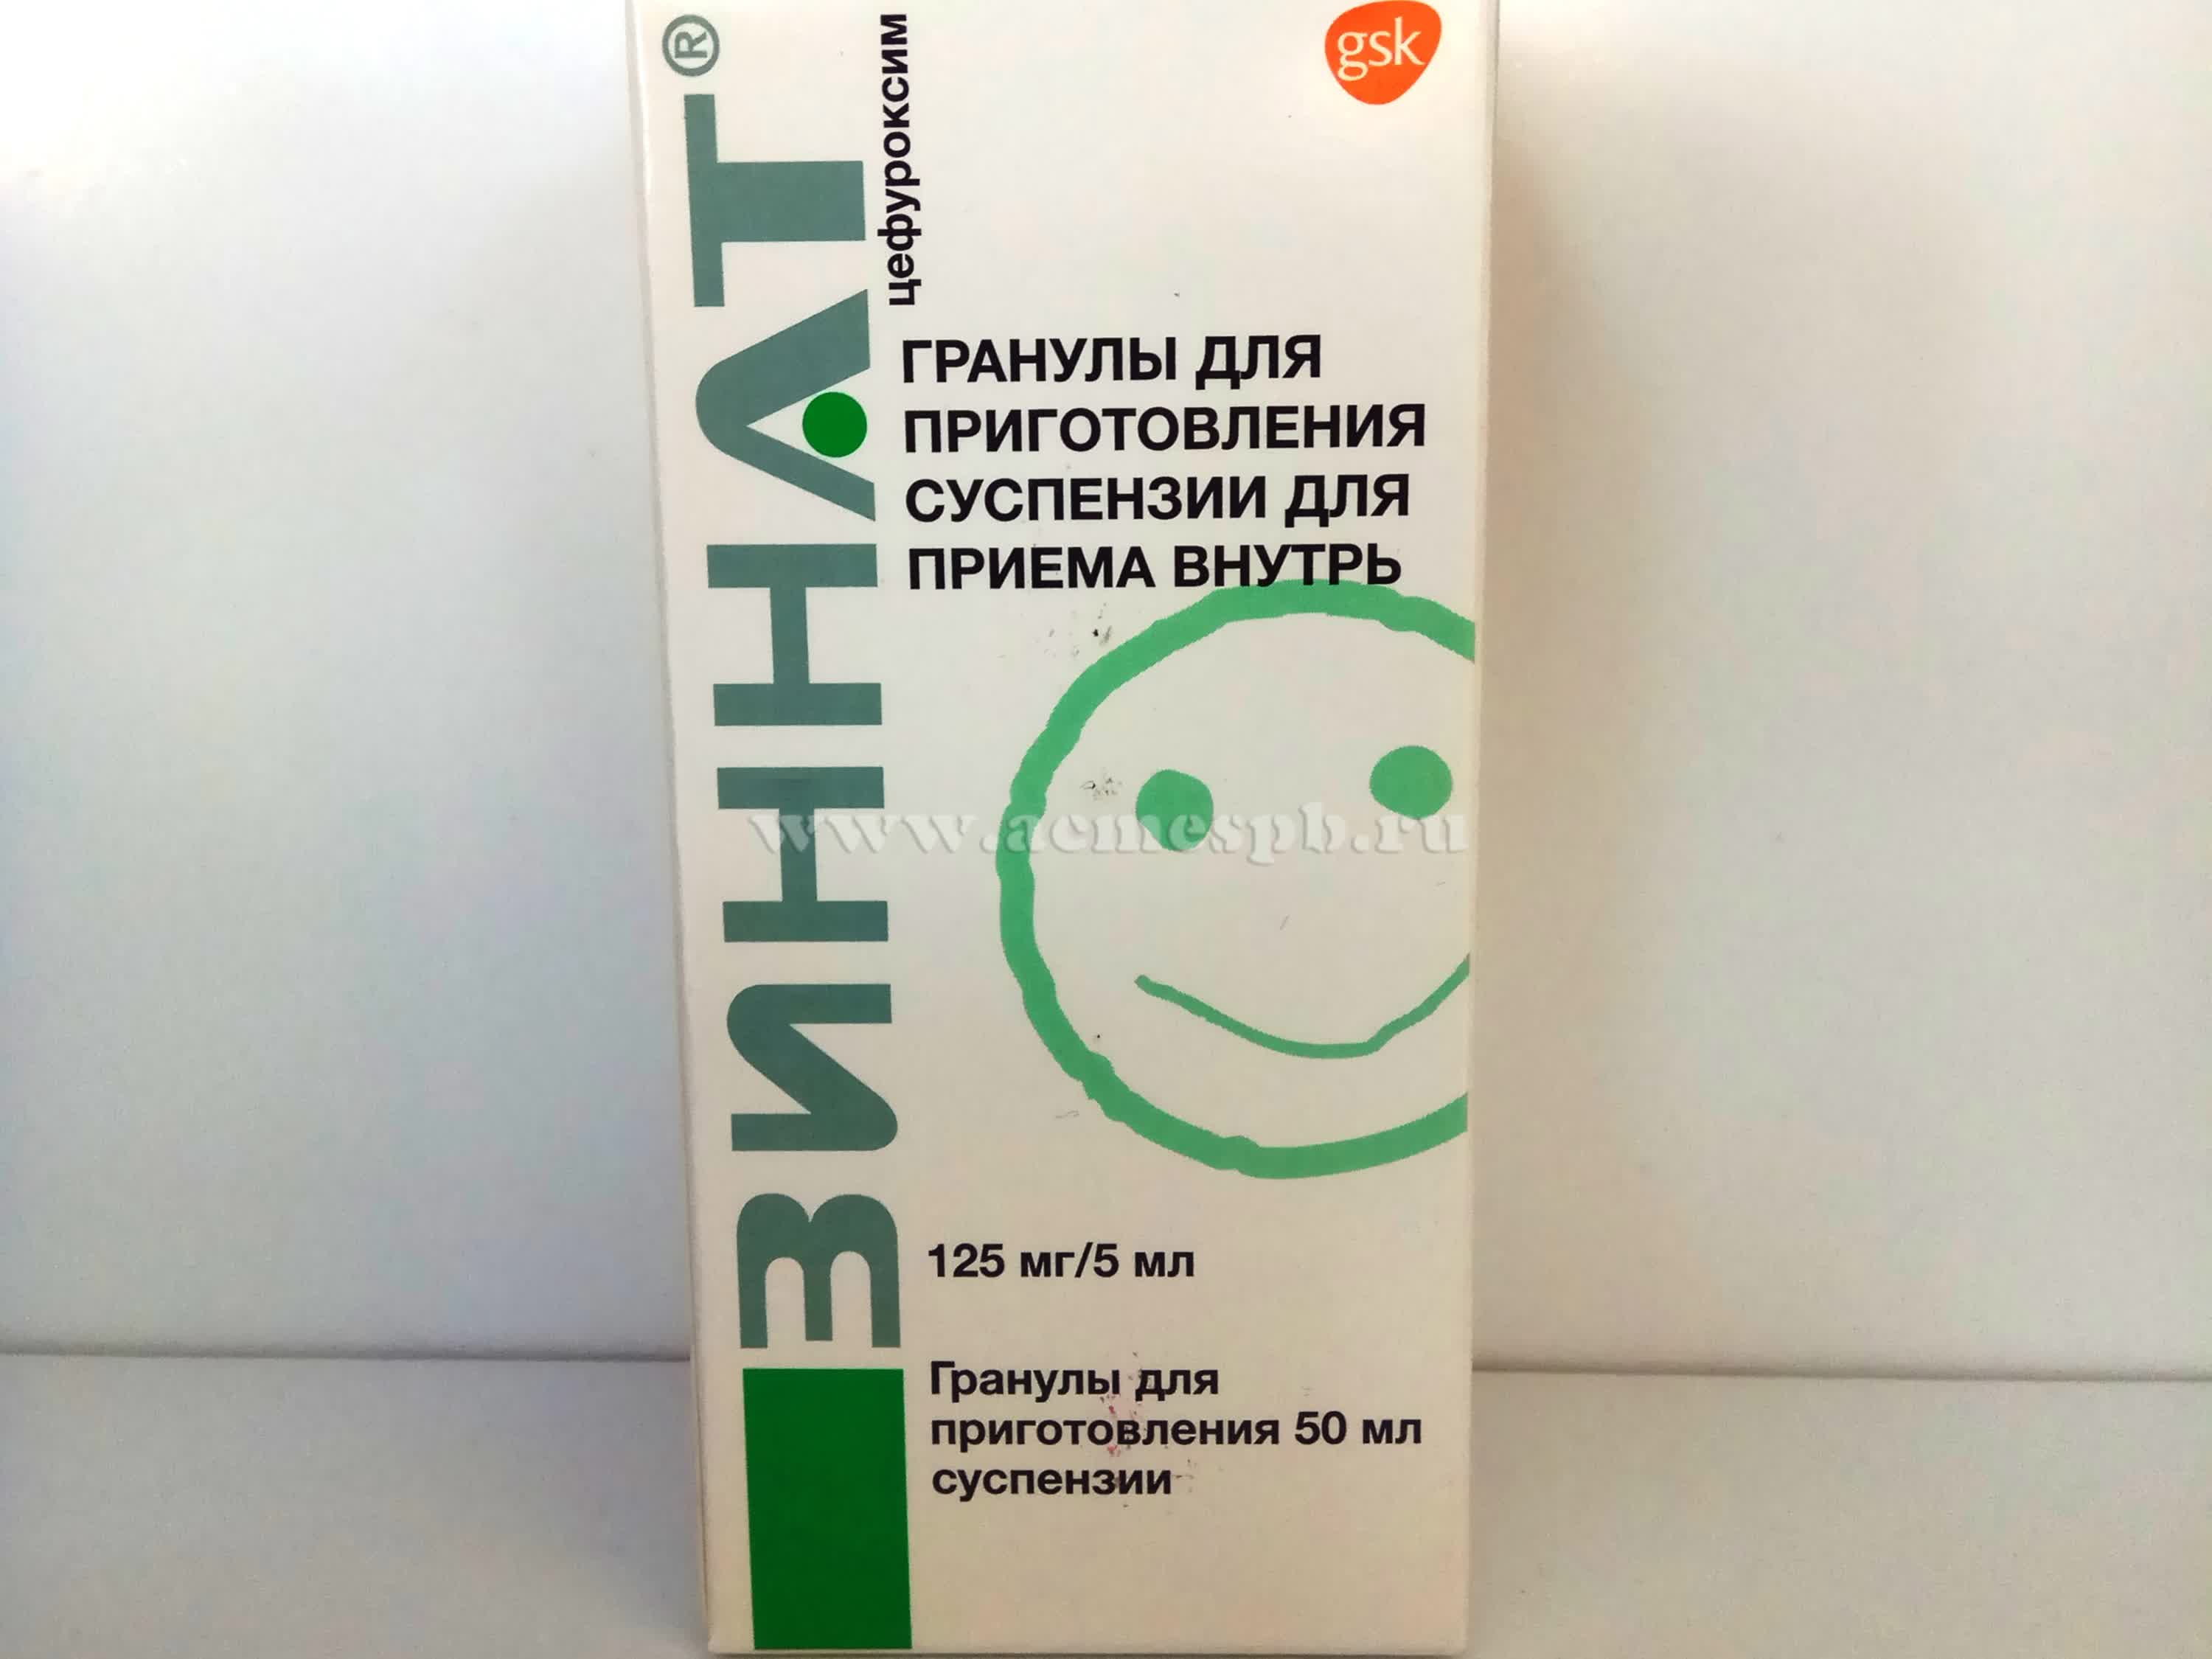 ЗИННАТ®
цефуроксим
gsk
ГРАНУЛЫ ДЛЯ
ПРИГОТОВЛЕНИЯ
СУСПЕНЗИИ ДЛЯ
ПРИЕМА ВНУТРЬ
www.acmespb.ru
125 мг/5 мл
Гранулы для
приготовления 50 мл
суспензии